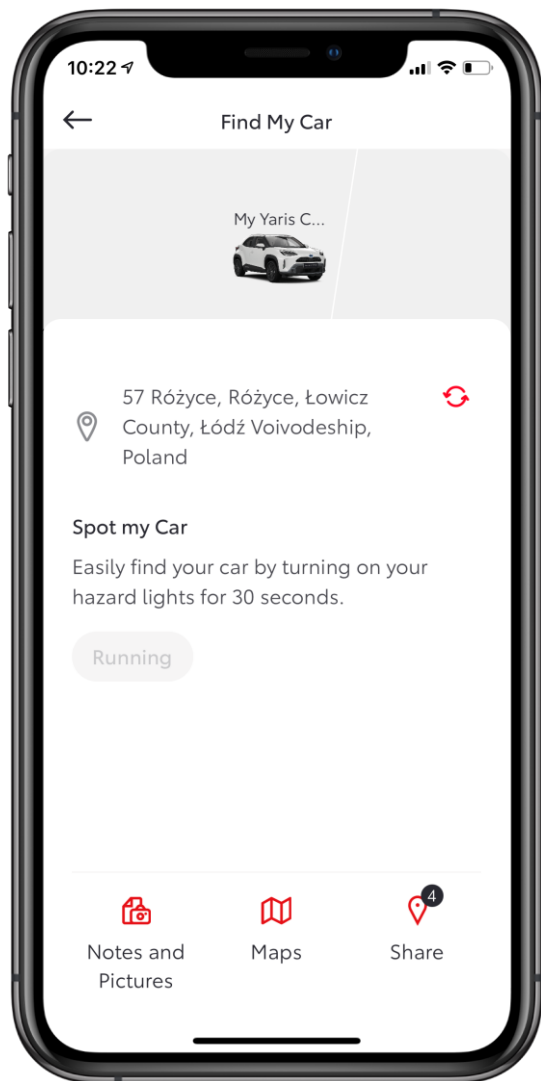 10:22
Find My Car
My Yaris C...
57 Różyce, Różyce, Łowicz
County, Łódź Voivodeship,
Poland
Spot my Car
Easily find your car by turning on your
hazard lights for 30 seconds.
Running
4
Notes and
Pictures
Maps
Share